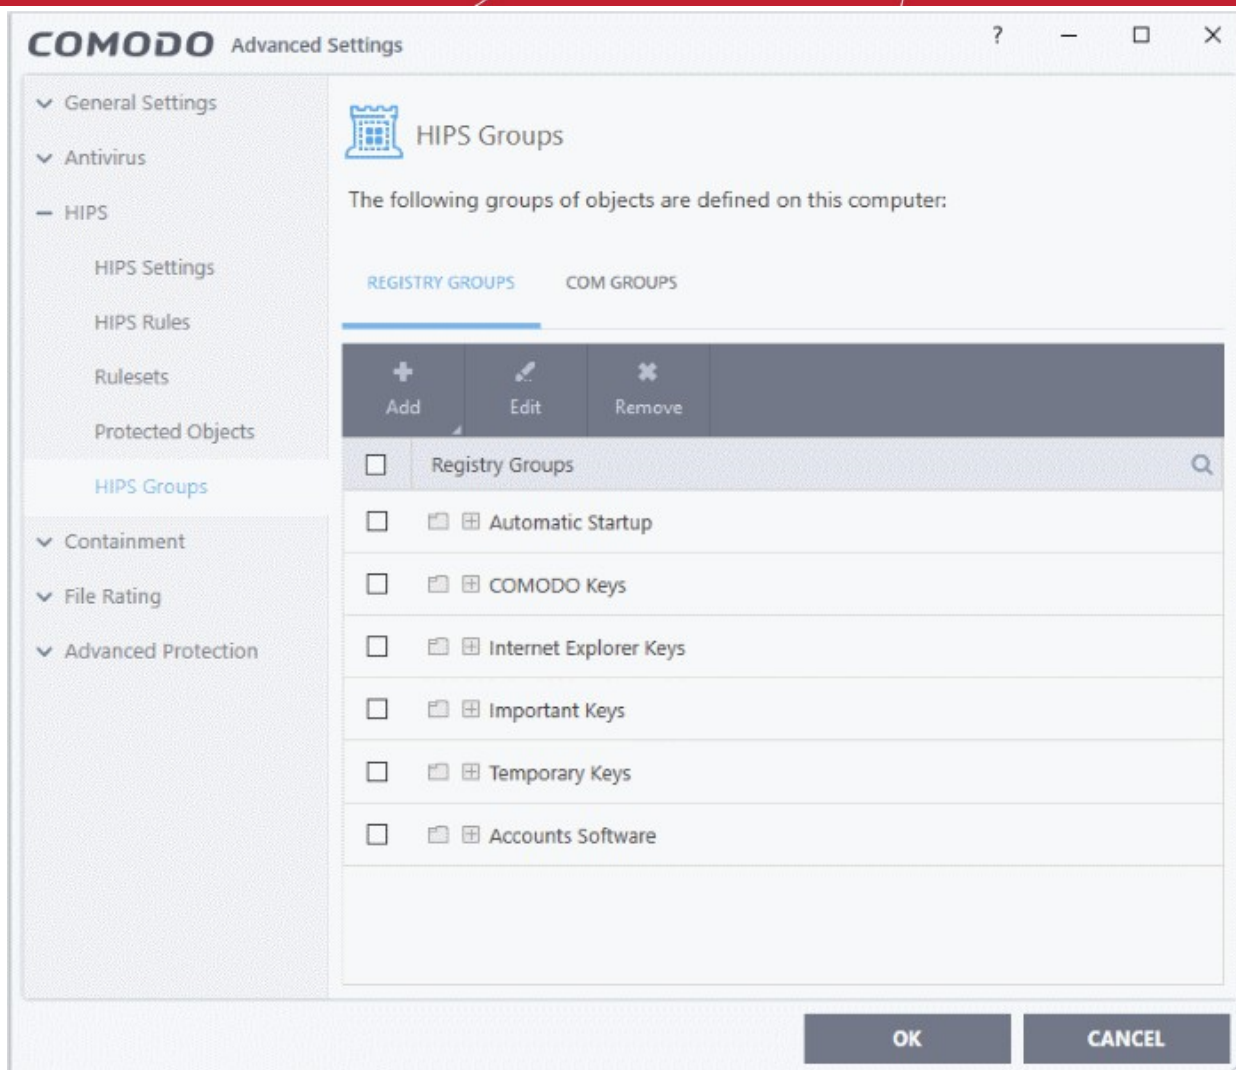 COMODO Advanced Settings
?
General Settings
Antivirus
HIPS
HIPS Settings
HIPS Rules
Rulesets
Protected Objects
HIPS Groups
Containment
File Rating
Advanced Protection
HIPS Groups
The following groups of objects are defined on this computer:
REGISTRY GROUPS COM GROUPS
Add Edit Remove
Registry Groups
Automatic Startup
COMODO Keys
Internet Explorer Keys
Important Keys
Temporary Keys
Accounts Software
OK CANCEL